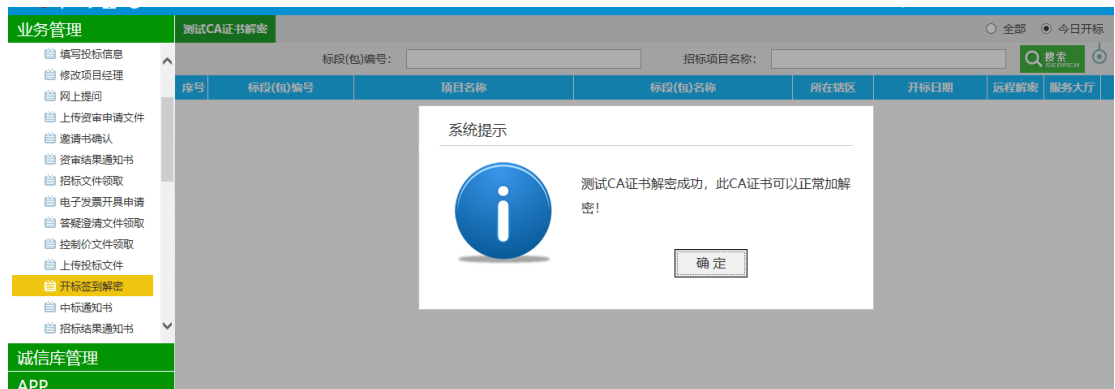 业务管理
测试CA证书解密
全部
今日开标
填写投标信息
标段(包)编号:
招标项目名称:
搜索
SEARCH
修改项目经理
序号
标段(包)编号
项目名称
标段(包)名称
所在辖区
开标日期
远程解密
服务大厅
网上提问
上传资审申请文件
邀请书确认
资审结果通知书
招标文件领取
电子发票开具申请
答疑澄清文件领取
控制价文件领取
上传投标文件
开标签到解密
中标通知书
招标结果通知书
诚信库管理
APP
系统提示
测试CA证书解密成功，此CA证书可以正常加解
密！
确定